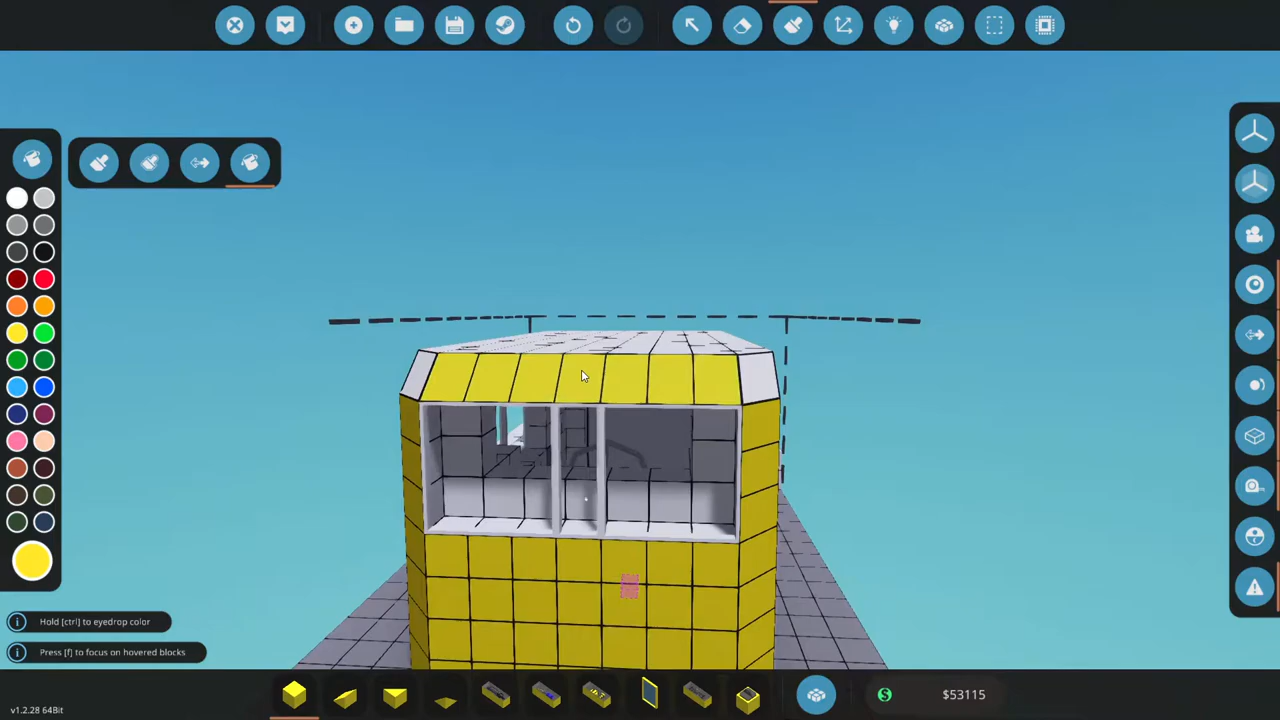 Hold [ctrl] to eyedrop color
Press [f] to focus on hovered blocks
v1.2.28 64Bit
$53115